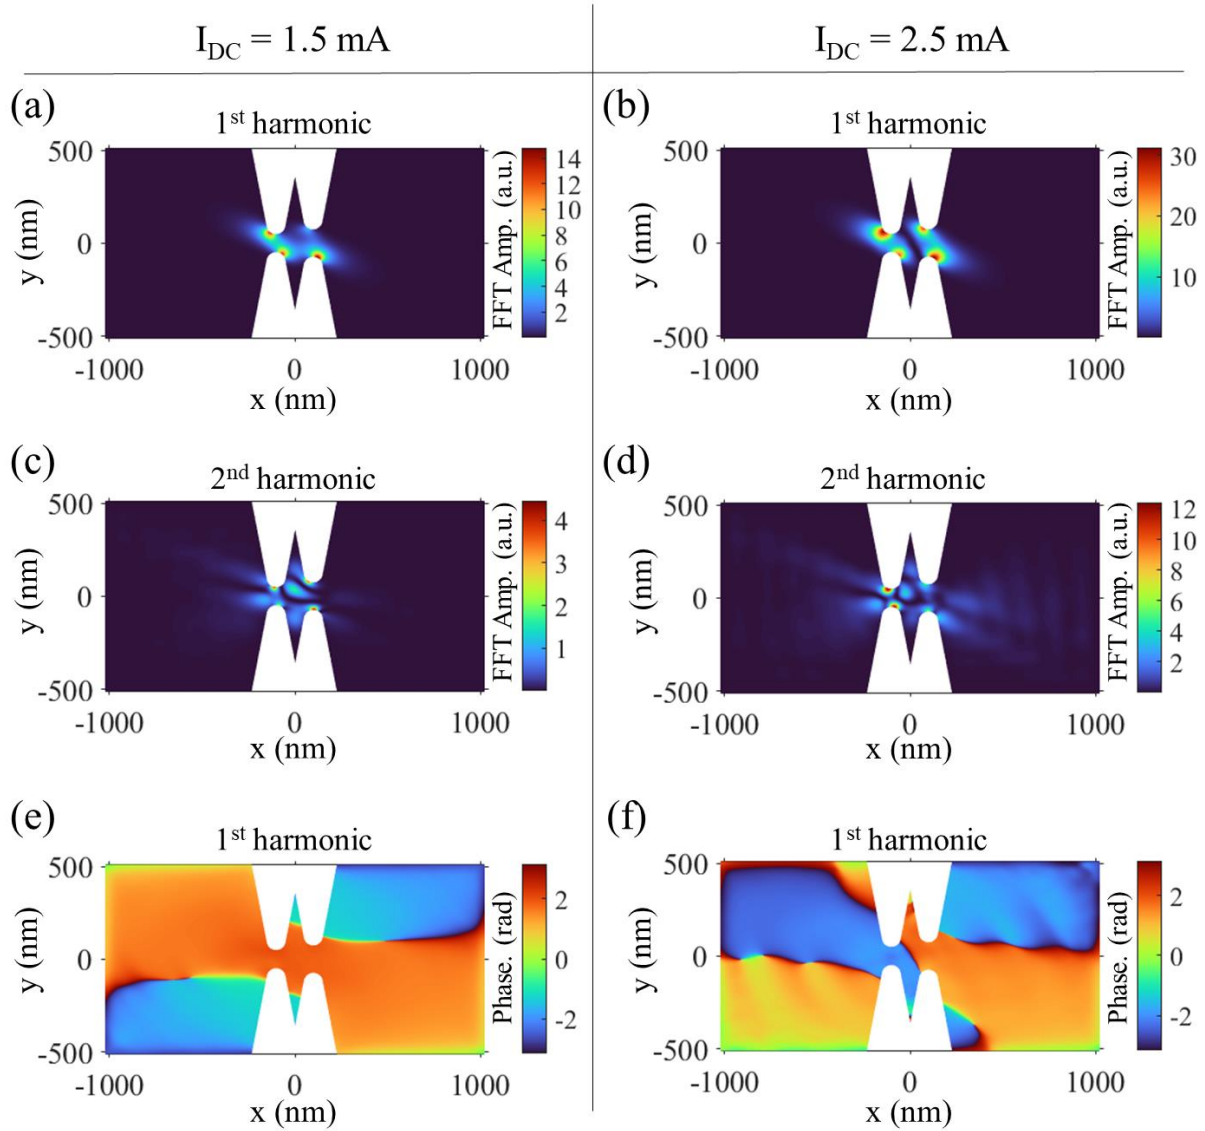 I_DC = 1.5 mA
I_DC = 2.5 mA
(a)
1st harmonic
500
0
-500
y (nm)
-1000 0 1000
x (nm)
FFT Amp. (a.u.)
14
12
10
8
6
4
2
(b)
1st harmonic
500
0
-500
y (nm)
-1000 0 1000
x (nm)
FFT Amp. (a.u.)
30
20
10
(c)
2nd harmonic
500
0
-500
y (nm)
-1000 0 1000
x (nm)
FFT Amp. (a.u.)
4
3
2
1
(d)
2nd harmonic
500
0
-500
y (nm)
-1000 0 1000
x (nm)
FFT Amp. (a.u.)
12
10
8
6
4
2
(e)
1st harmonic
500
0
-500
y (nm)
-1000 0 1000
x (nm)
Phase. (rad)
2
0
-2
(f)
1st harmonic
500
0
-500
y (nm)
-1000 0 1000
x (nm)
Phase. (rad)
2
0
-2